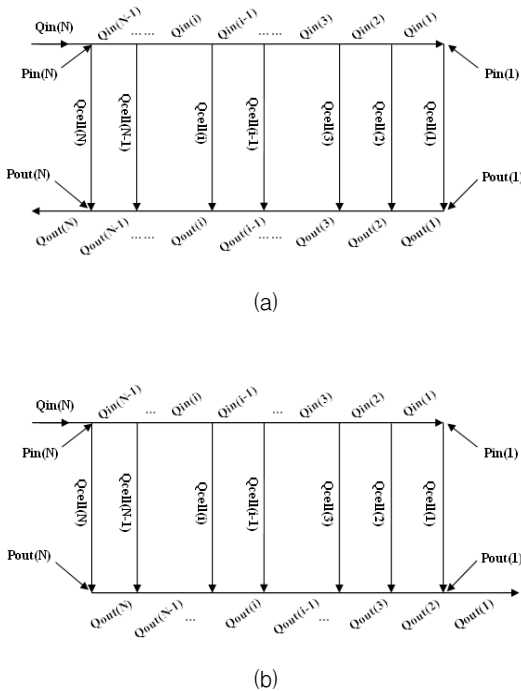 Qin(N) Qin(N-1) ...... Qin(i) Qin(i-1) ...... Qin(3) Qin(2) Qin(1)
Pin(N) Pin(1)
Qcell(N) Qcell(N-1) Qcell(i) Qcell(i-1) Qcell(3) Qcell(2) Qcell(1)
Pout(N) Pout(1)
Qout(N) Qout(N-1) ...... Qout(i) Qout(i-1) ...... Qout(3) Qout(2) Qout(1)
(a)
Qin(N) Qin(N-1) ... Qin(i) Qin(i-1) ... Qin(3) Qin(2) Qin(1)
Pin(N) Pin(1)
Qcell(N) Qcell(N-1) Qcell(i) Qcell(i-1) Qcell(3) Qcell(2) Qcell(1)
Pout(N) Pout(1)
Qout(N) Qout(N-1) ... Qout(i) Qout(i-1) ... Qout(3) Qout(2) Qout(1)
(b)